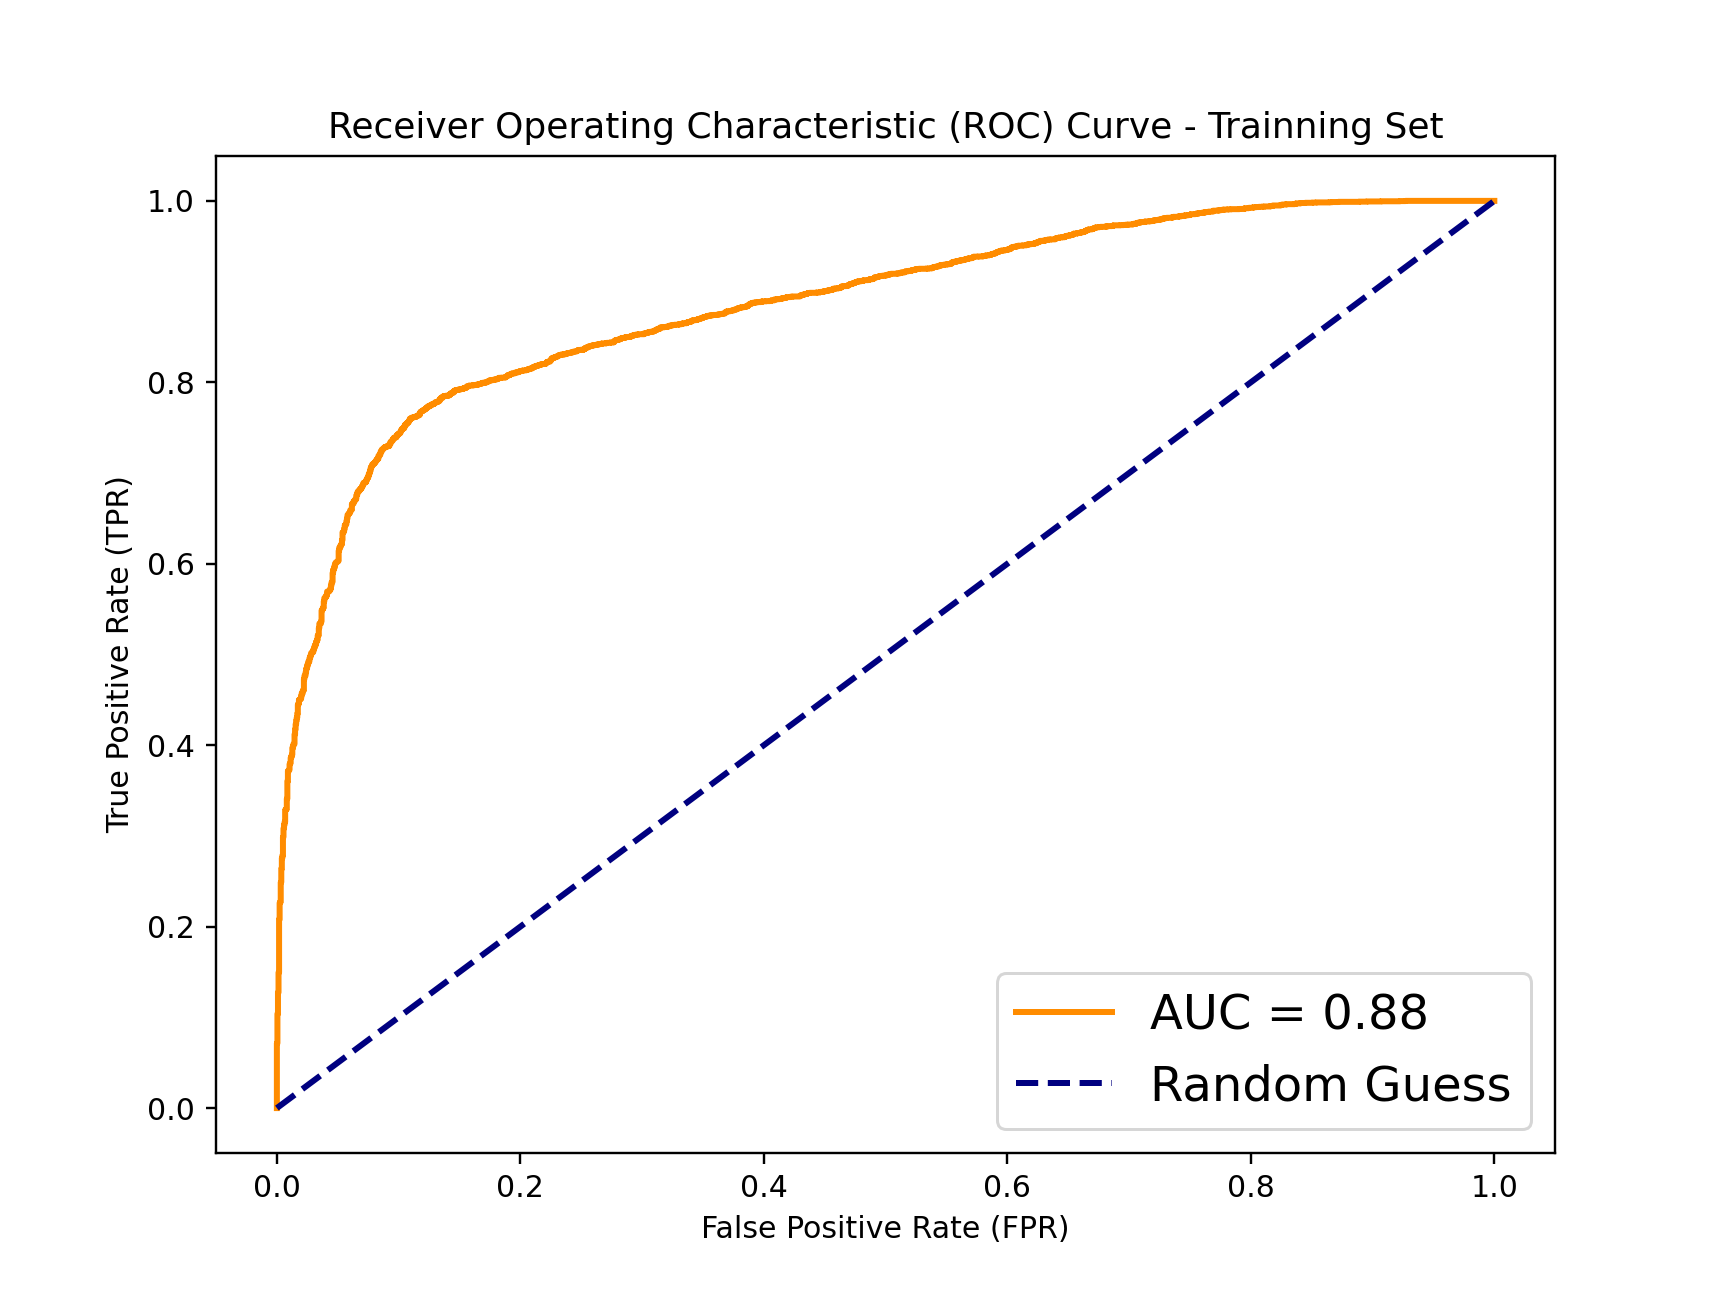 Receiver Operating Characteristic (ROC) Curve - Trainning Set
1.0
0.8
0.6
0.4
0.2
0.0
True Positive Rate (TPR)
AUC = 0.88
Random Guess
0.0 0.2 0.4 0.6 0.8 1.0
False Positive Rate (FPR)